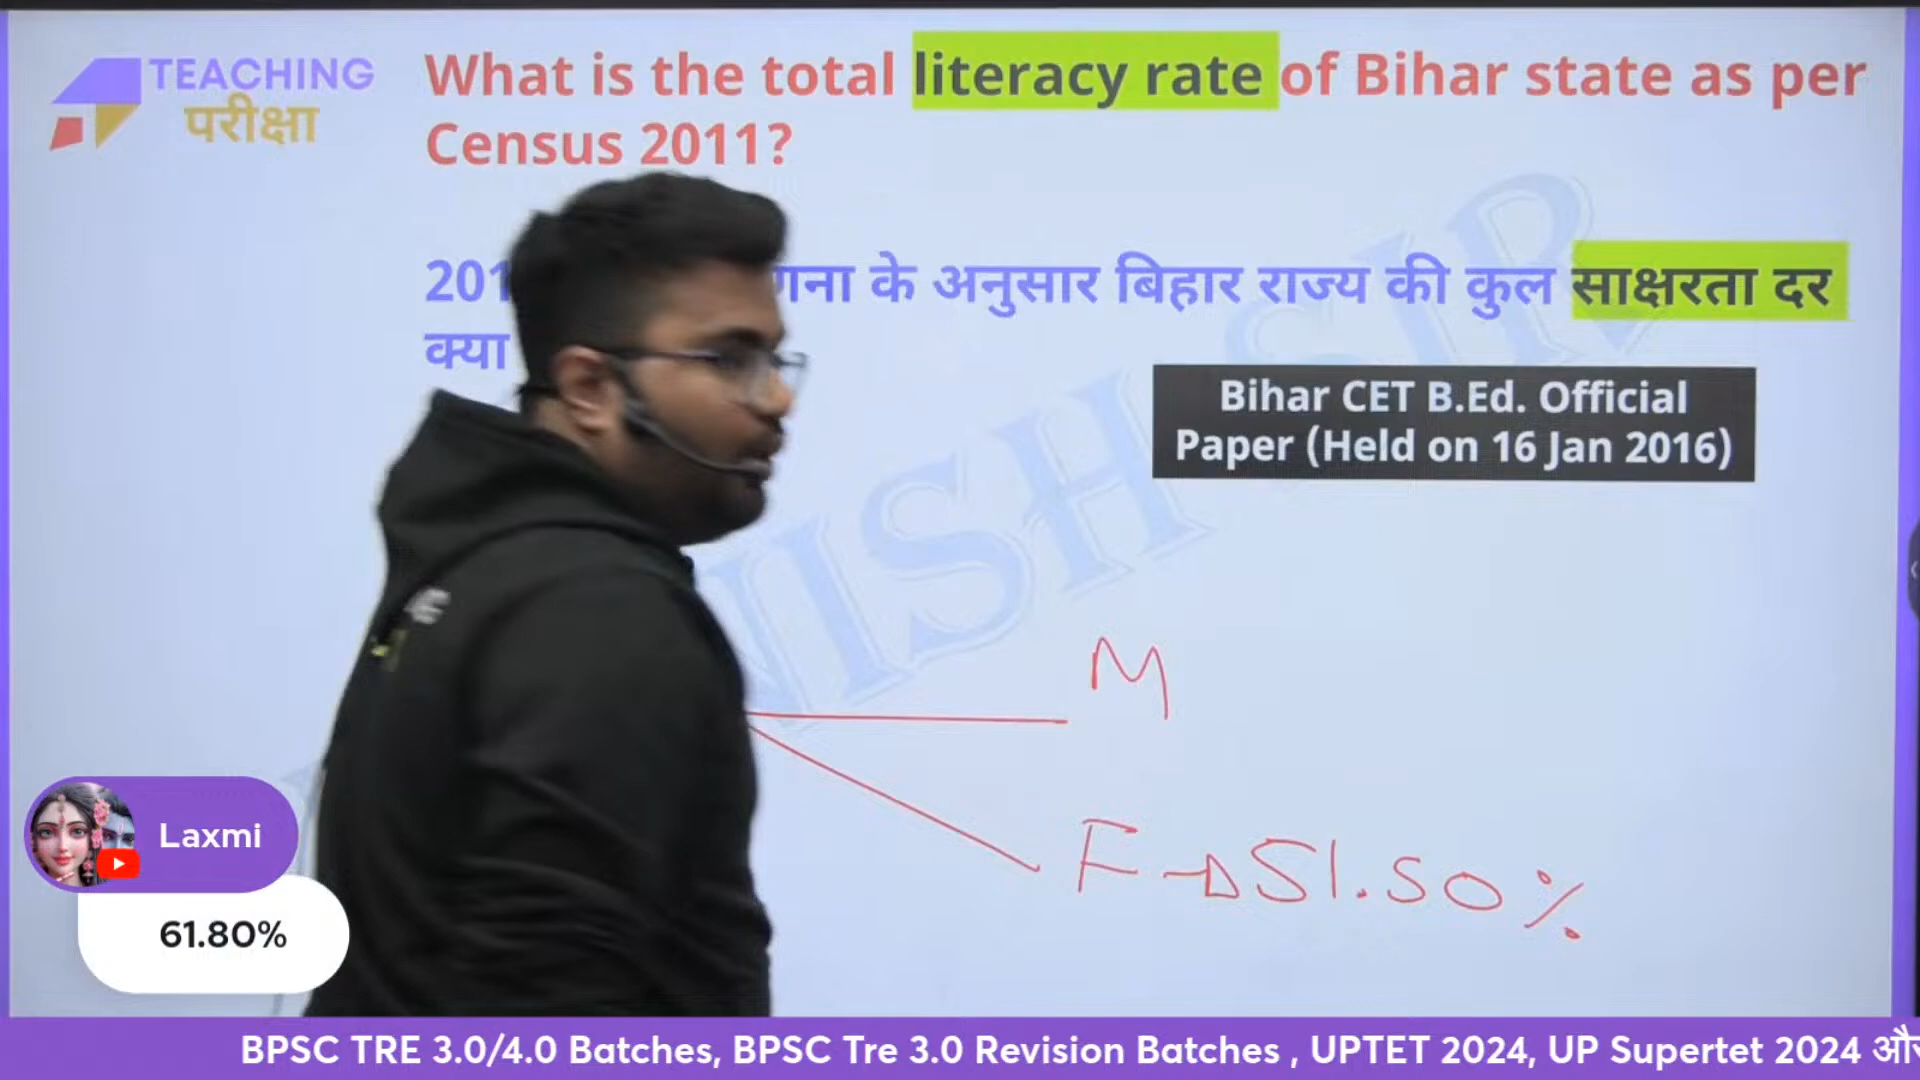 TEACHING
परीक्षा
What is the total literacy rate of Bihar state as per
Census 2011?
के अनुसार बिहार राज्य की कुल साक्षरता दर
क्या
Bihar CET B.Ed. Official
Paper (Held on 16 Jan 2016)
M
F → 51.50%
Laxmi
61.80%
BPSC TRE 3.0/4.0 Batches, BPSC Tre 3.0 Revision Batches , UPTET 2024, UP Supertet 2024